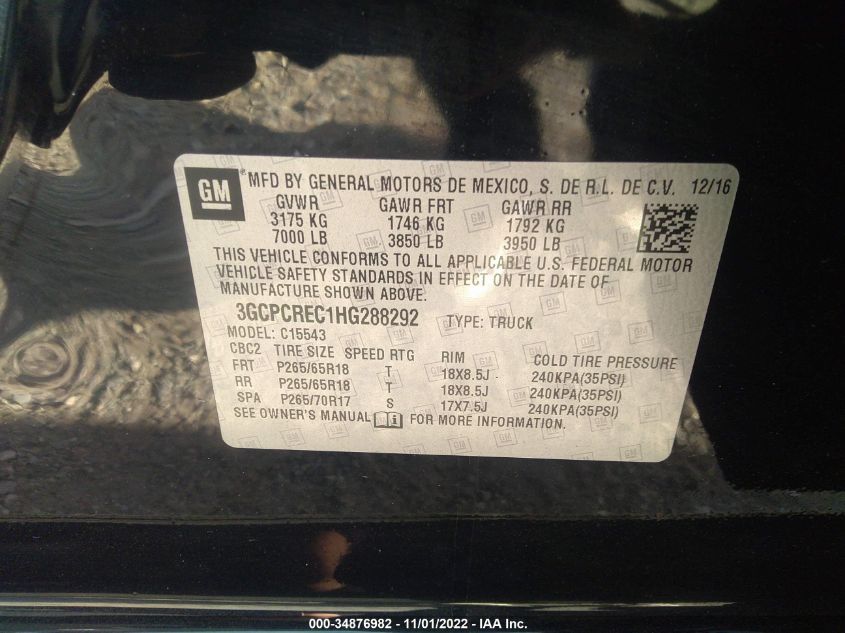 GM MFD BY GENERAL MOTORS DE MEXICO, S. DE R.L. DE C.V. 12/16
GVWR GAWR FRT GAWR RR
3175 KG 1746 KG 1792 KG
7000 LB 3850 LB 3950 LB
THIS VEHICLE CONFORMS TO ALL APPLICABLE U.S. FEDERAL MOTOR
VEHICLE SAFETY STANDARDS IN EFFECT ON THE DATE OF
MANUFACTURE SHOWN ABOVE.
3GCPCREC1HG288292 TYPE: TRUCK
MODEL: C15543
CBC2 TIRE SIZE SPEED RTG RIM COLD TIRE PRESSURE
FRT P265/65R18 T 18X8.5J 240KPA(35PSI)
RR P265/65R18 T 18X8.5J 240KPA(35PSI)
SPA P265/70R17 S 17X7.5J 240KPA(35PSI)
SEE OWNER'S MANUAL FOR MORE INFORMATION.
000-34876982 - 11/01/2022 - IAA Inc.